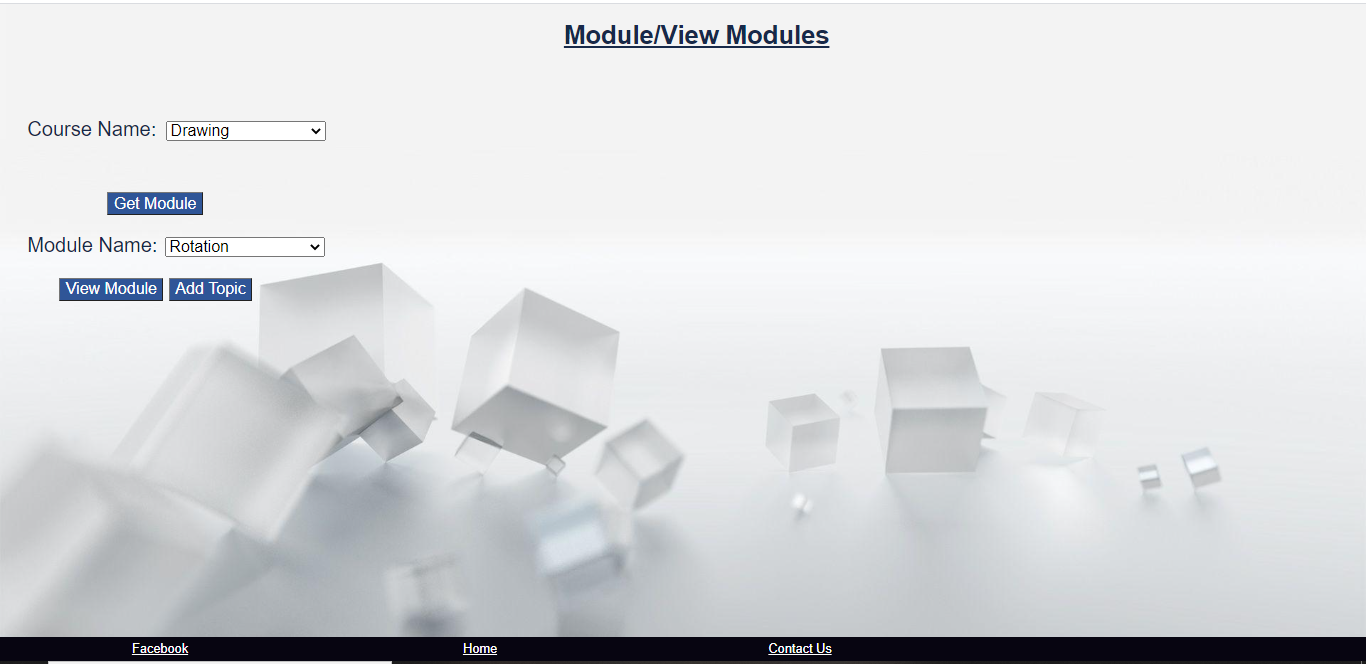 Module/View Modules
Course Name: Drawing
Get Module
Module Name: Rotation
View Module Add Topic
Facebook Home Contact Us